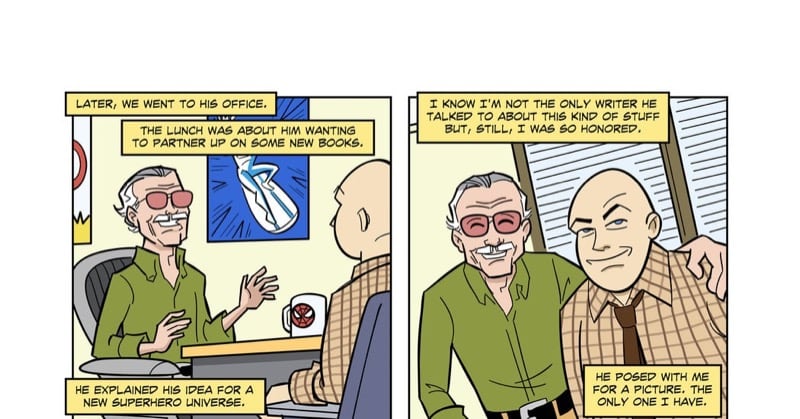 LATER, WE WENT TO HIS OFFICE.
THE LUNCH WAS ABOUT HIM WANTING
TO PARTNER UP ON SOME NEW BOOKS.
HE EXPLAINED HIS IDEA FOR A
NEW SUPERHERO UNIVERSE.
I KNOW I'M NOT THE ONLY WRITER HE
TALKED TO ABOUT THIS KIND OF STUFF
BUT, STILL, I WAS SO HONORED.
HE POSED WITH ME
FOR A PICTURE. THE
ONLY ONE I HAVE.